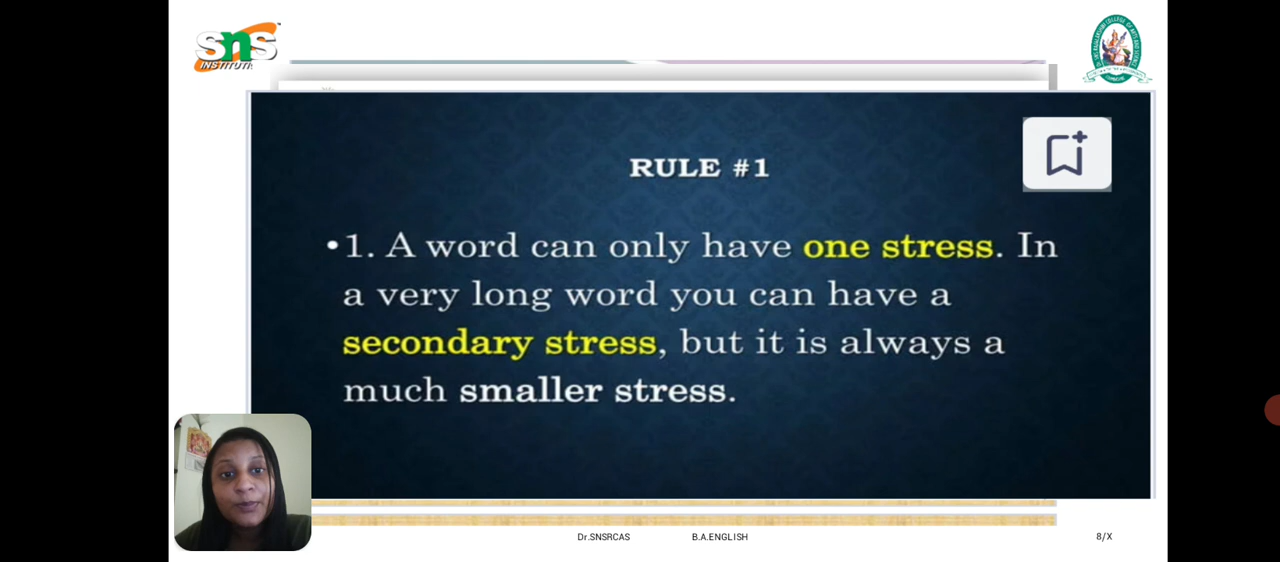 sns
INSTITUTI
RULE #1
•1. A word can only have one stress. In
a very long word you can have a
secondary stress, but it is always a
much smaller stress.
Dr.SNSRCAS B.A.ENGLISH 8/X